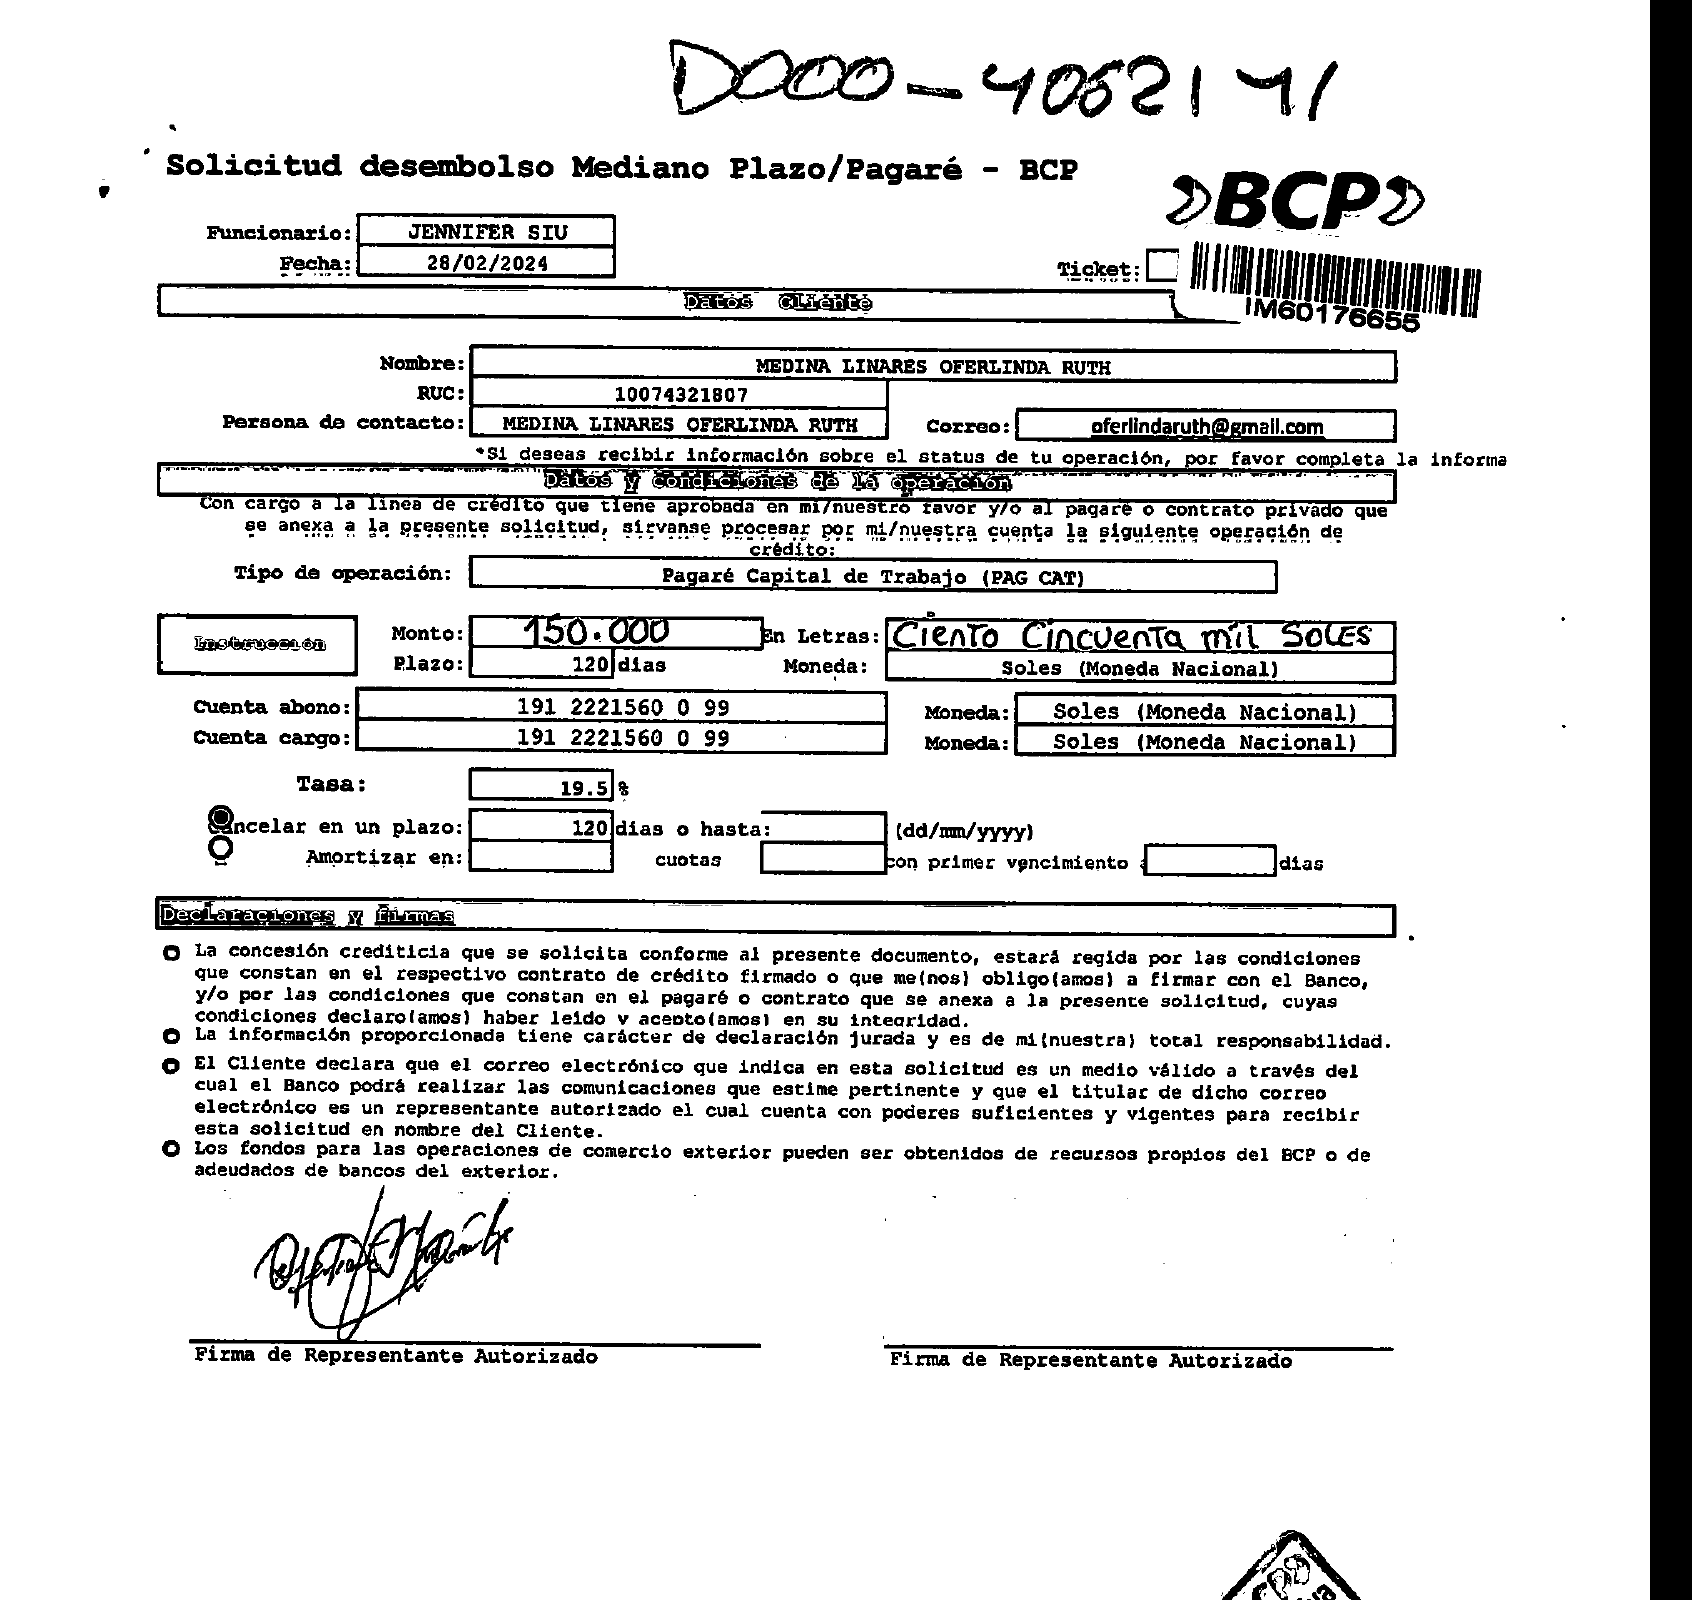 D000-40521 41
Solicitud desembolso Mediano Plazo/Pagaré - BCP
BCP
Funcionario: JENNIFER SIU
Fecha: 28/02/2024
Ticket:
IM60176655
Datos Cliente
Nombre: MEDINA LINARES OFERLINDA RUTH
RUC: 10074321807
Persona de contacto: MEDINA LINARES OFERLINDA RUTH Correo: oferlindaruth@gmail.com
*Si deseas recibir información sobre el status de tu operación, por favor completa la informa
Datos y condiciones de la operación
Con cargo a la línea de crédito que tiene aprobada en mi/nuestro favor y/o al pagaré o contrato privado que
se anexa a la presente solicitud, sírvanse procesar por mi/nuestra cuenta la siguiente operación de
crédito:
Tipo de operación: Pagaré Capital de Trabajo (PAG CAT)
Instrucción
Monto: 150.000 En Letras: Ciento Cincuenta mil SOLES
Plazo: 120 días Moneda: Soles (Moneda Nacional)
Cuenta abono: 191 2221560 0 99 Moneda: Soles (Moneda Nacional)
Cuenta cargo: 191 2221560 0 99 Moneda: Soles (Moneda Nacional)
Tasa: 19.5 %
Cancelar en un plazo: 120 días o hasta: (dd/mm/yyyy)
Amortizar en: cuotas con primer vencimiento a días
Declaraciones y firmas
La concesión crediticia que se solicita conforme al presente documento, estará regida por las condiciones
que constan en el respectivo contrato de crédito firmado o que me(nos) obligo(amos) a firmar con el Banco,
y/o por las condiciones que constan en el pagaré o contrato que se anexa a la presente solicitud, cuyas
condiciones declaro(amos) haber leído y acepto(amos) en su integridad.
La información proporcionada tiene carácter de declaración jurada y es de mi(nuestra) total responsabilidad.
El Cliente declara que el correo electrónico que indica en esta solicitud es un medio válido a través del
cual el Banco podrá realizar las comunicaciones que estime pertinente y que el titular de dicho correo
electrónico es un representante autorizado el cual cuenta con poderes suficientes y vigentes para recibir
esta solicitud en nombre del Cliente.
Los fondos para las operaciones de comercio exterior pueden ser obtenidos de recursos propios del BCP o de
adeudados de bancos del exterior.
Firma de Representante Autorizado Firma de Representante Autorizado